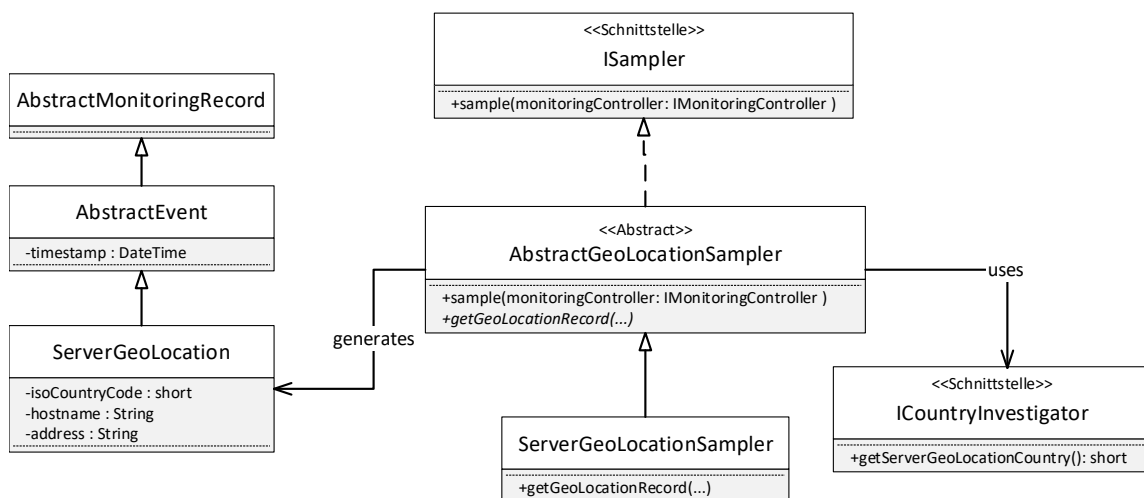 <<Schnittstelle>>
ISampler
+sample(monitoringController: IMonitoringController )
AbstractMonitoringRecord
AbstractEvent
-timestamp : DateTime
<<Abstract>>
AbstractGeoLocationSampler
+sample(monitoringController: IMonitoringController )
+getGeoLocationRecord(...)
uses
generates
ServerGeoLocation
-isoCountryCode : short
-hostname : String
-address : String
<<Schnittstelle>>
ICountryInvestigator
+getServerGeoLocationCountry(): short
ServerGeoLocationSampler
+getGeoLocationRecord(...)